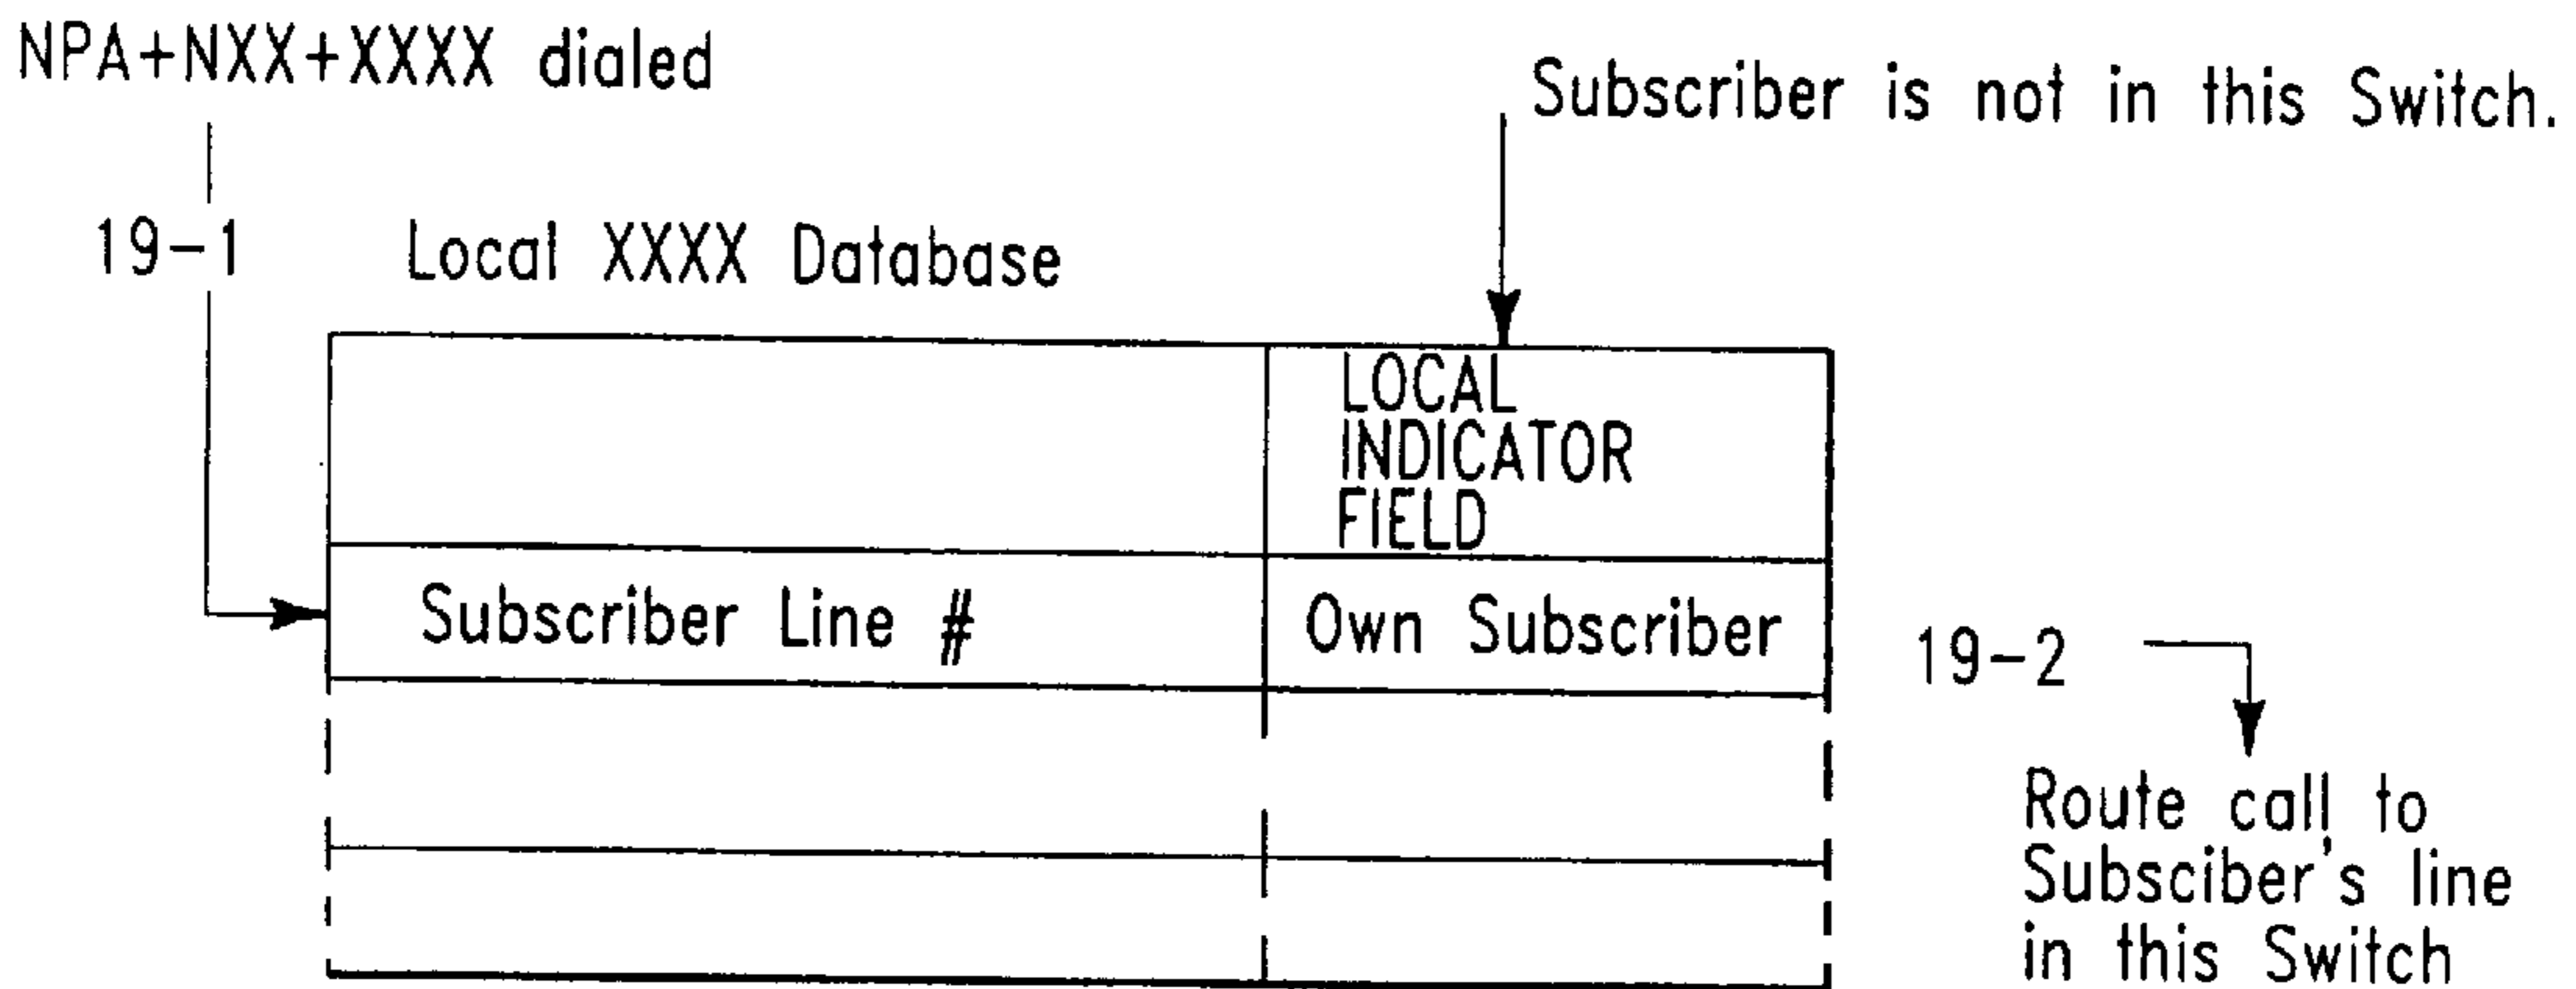 NPA+NXX+XXXX dialed
Subscriber is not in this Switch.
19-1
Local XXXX Database
LOCAL
INDICATOR
FIELD
Subscriber Line #
Own Subscriber
19-2
Route call to
Subsciber's line
in this Switch